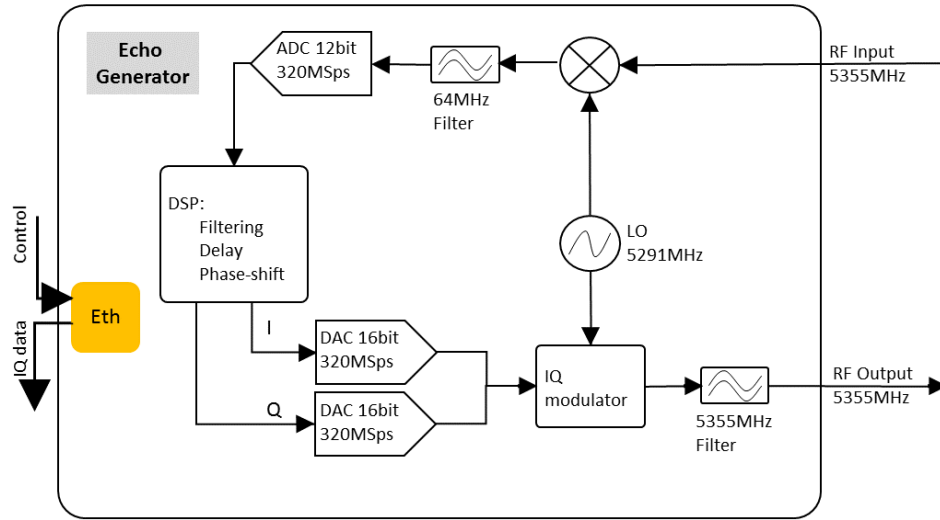 Echo
Generator
ADC 12bit
320MSps
64MHz
Filter
RF Input
5355MHz
DSP:
Filtering
Delay
Phase-shift
LO
5291MHz
Control
IQ data
Eth
I
DAC 16bit
320MSps
Q
DAC 16bit
320MSps
IQ
modulator
5355MHz
Filter
RF Output
5355MHz